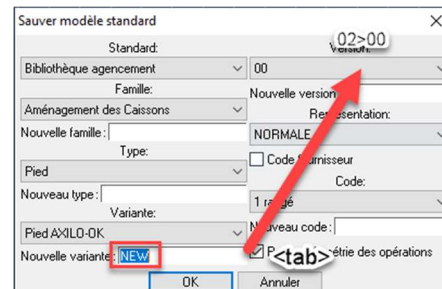 Sauver modèle standard
Standard:
Bibliothèque agencement
Famille:
Aménagement des Caissons
Nouvelle famille :
Type:
Pied
Nouveau type :
Variante:
Pied AXILO-OK
Nouvelle variante: NEW
02>00
Version:
00
Nouvelle version
Représentation:
NORMALE
Code fournisseur
Code:
1 rangé
Nouveau code :
métrie des opérations
<tab>
OK
Annuler